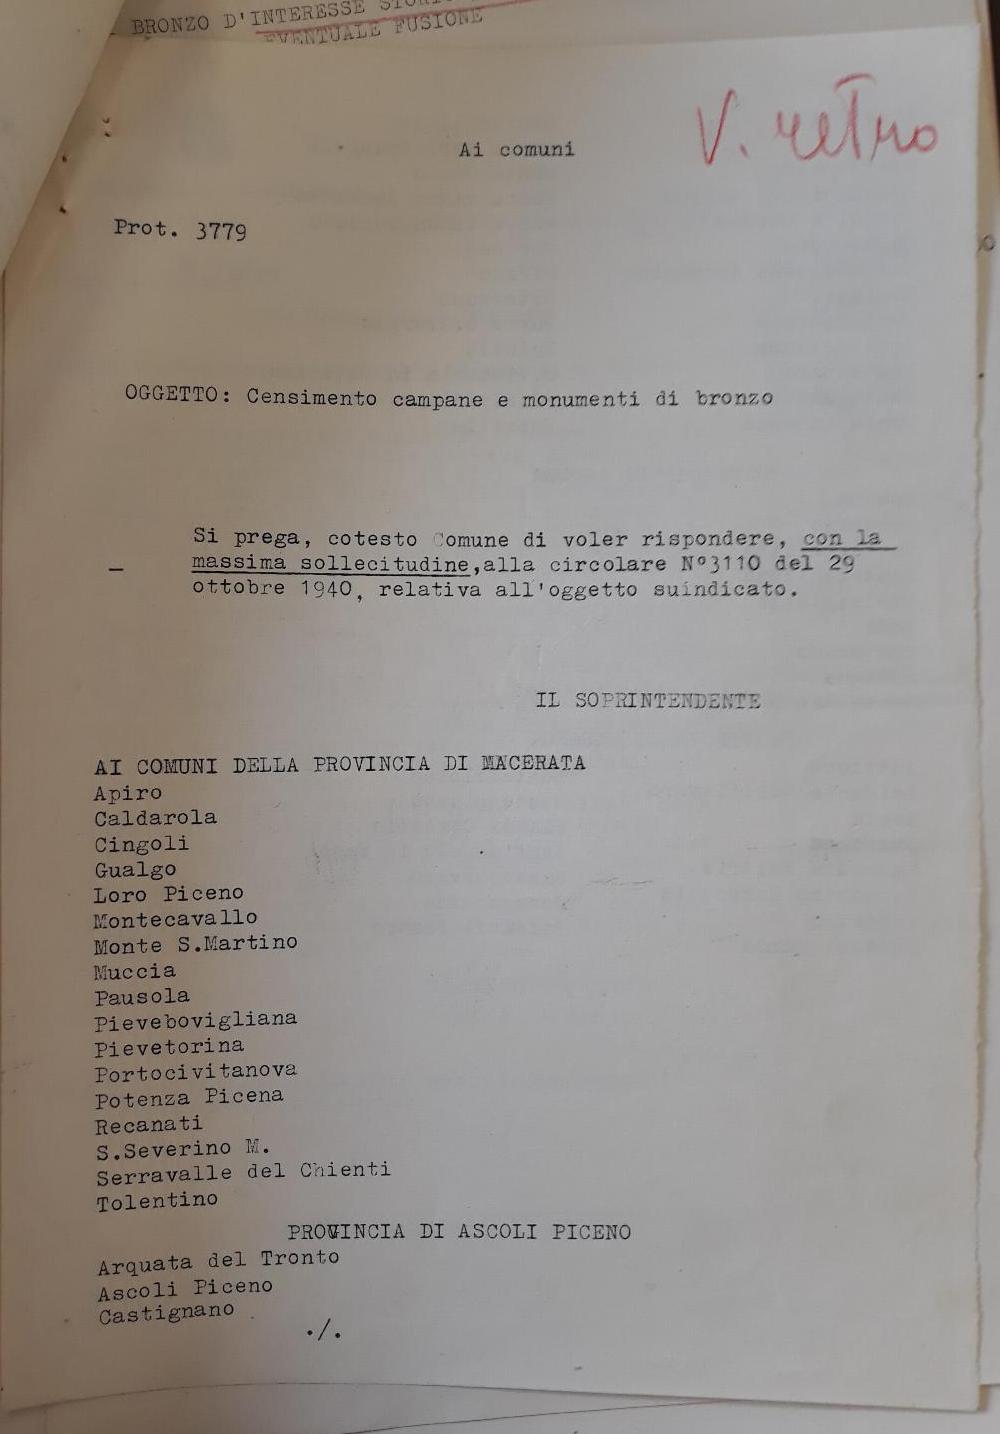 BRONZO D'INTERESSE
EVENTUALE FUSIONE
V. retro
Ai comuni
Prot. 3779
OGGETTO: Censimento campane e monumenti di bronzo
Si prega, cotesto Comune di voler rispondere, con la
massima sollecitudine,alla circolare N°3110 del 29
ottobre 1940, relativa all'oggetto suindicato.
IL SOPRINTENDENTE
AI COMUNI DELLA PROVINCIA DI MACERATA
Apiro
Caldarola
Cingoli
Gualgo
Loro Piceno
Montecavallo
Monte S.Martino
Muccia
Pausola
Pievebovigliana
Pievetorina
Portocivitanova
Potenza Picena
Recanati
S.Severino M.
Serravalle del Chienti
Tolentino
PROVINCIA DI ASCOLI PICENO
Arquata del Tronto
Ascoli Piceno
Castignano
./.